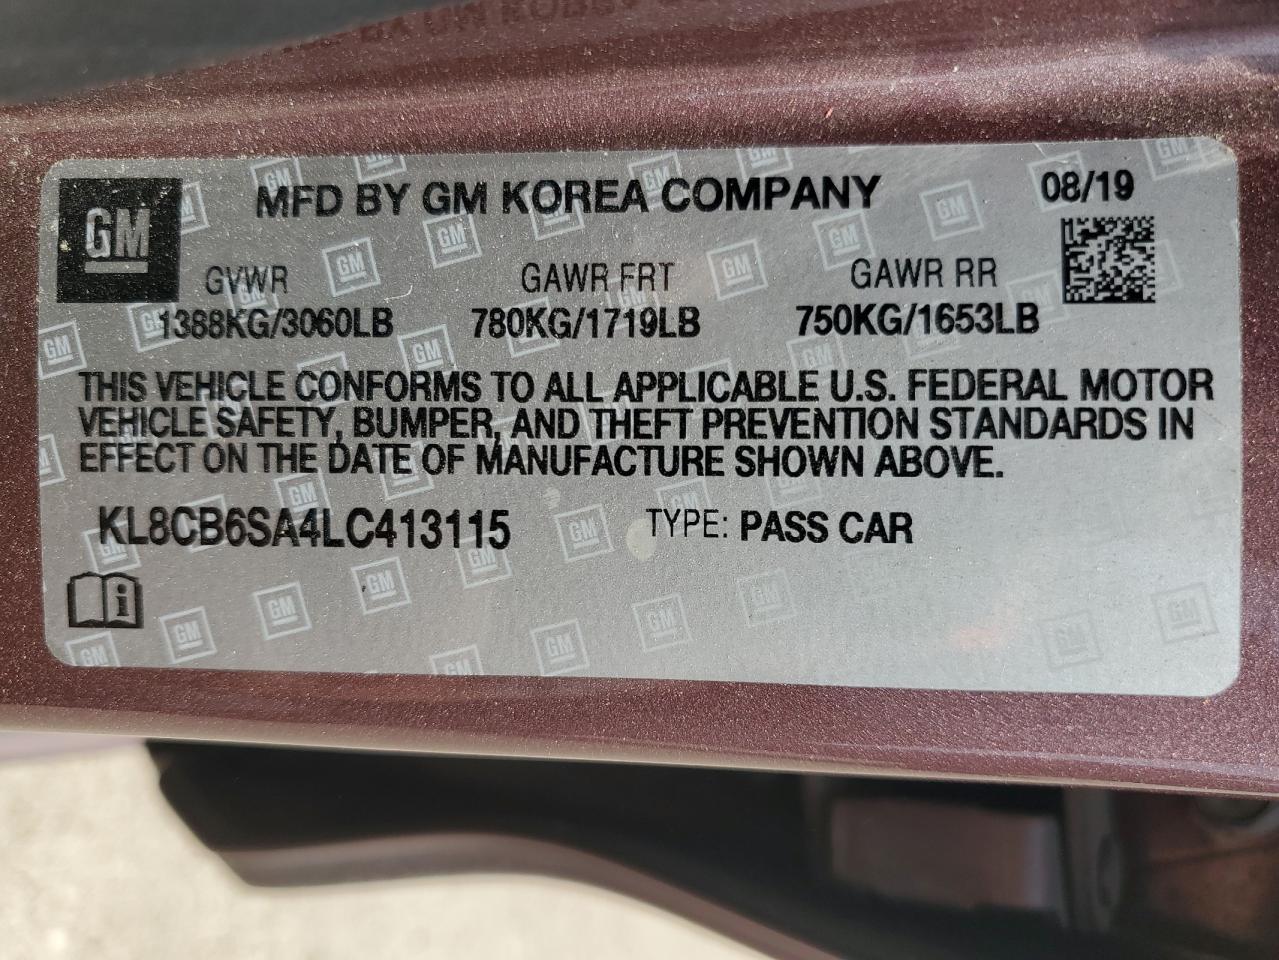 GM
MFD BY GM KOREA COMPANY
08/19
GVWR GAWR FRT GAWR RR
1388KG/3060LB 780KG/1719LB 750KG/1653LB
THIS VEHICLE CONFORMS TO ALL APPLICABLE U.S. FEDERAL MOTOR
VEHICLE SAFETY, BUMPER, AND THEFT PREVENTION STANDARDS IN
EFFECT ON THE DATE OF MANUFACTURE SHOWN ABOVE.
KL8CB6SA4LC413115 TYPE: PASS CAR